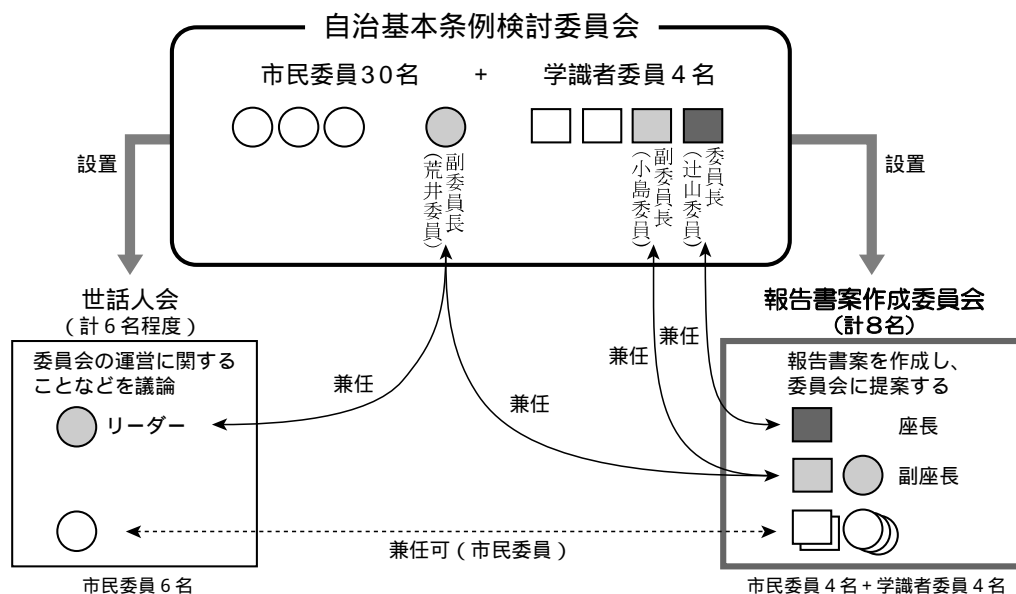 自治基本条例検討委員会
市民委員30名 + 学識者委員4名
副委員長
(荒井委員)
副委員長
(小島委員)
委員長
(辻山委員)
設置
設置
世話人会
(計6名程度)
委員会の運営に関する
ことなどを議論
リーダー
市民委員6名
兼任
兼任
兼任
兼任
兼任可(市民委員)
報告書案作成委員会
(計8名)
報告書案を作成し、
委員会に提案する
座長
副座長
市民委員4名+学識者委員4名